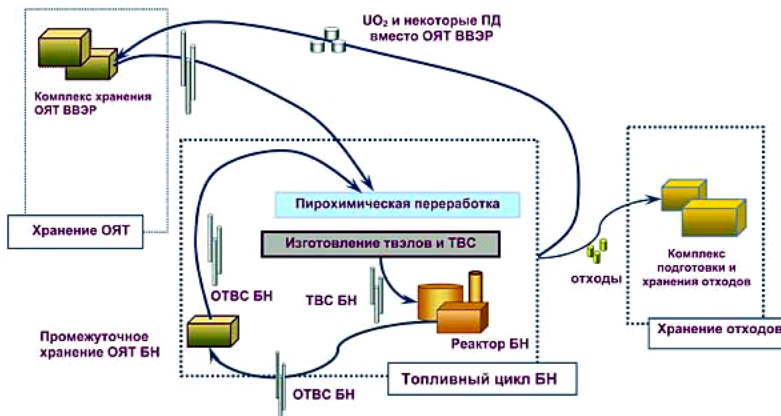 UO₂ и некоторые ПД
вместо ОЯТ ВВЭР
Комплекс хранения
ОЯТ ВВЭР
Хранение ОЯТ
Пирохимическая переработка
Изготовление твэлов и ТВС
ОТВС БН
ТВС БН
Реактор БН
Промежуточное
хранение ОЯТ БН
ОТВС БН
Топливный цикл БН
отходы
Комплекс
подготовки и
хранения отходов
Хранение отходов